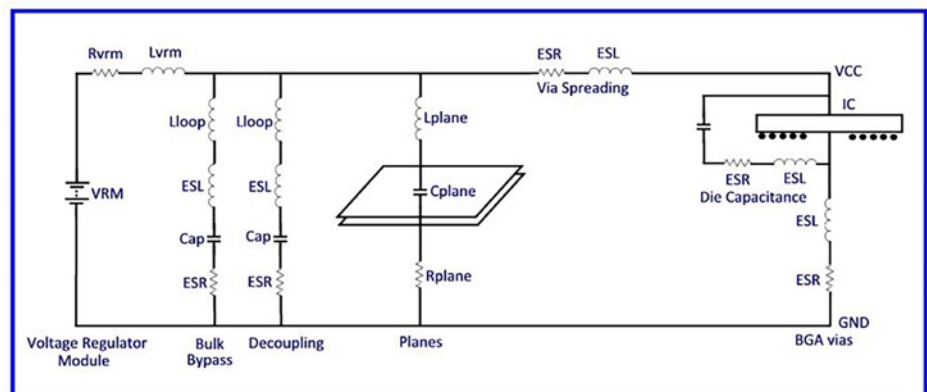 Rvrm
Lvrm
ESR
ESL
Via Spreading
VCC
IC
Lloop
Lloop
Lplane
VRM
ESL
ESL
Cplane
ESR
ESL
Die Capacitance
Cap
Cap
ESL
ESR
ESR
Rplane
ESR
GND
Voltage Regulator
Module
Bulk
Bypass
Decoupling
Planes
BGA vias